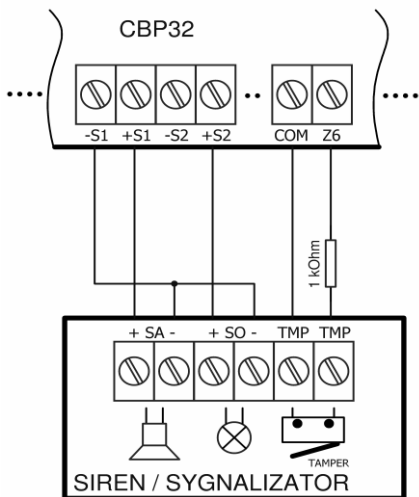 CBP32
-S1 +S1 -S2 +S2 COM Z6
1 kOhm
+ SA - + SO - TMP TMP
TAMPER
SIREN / SYGNALIZATOR